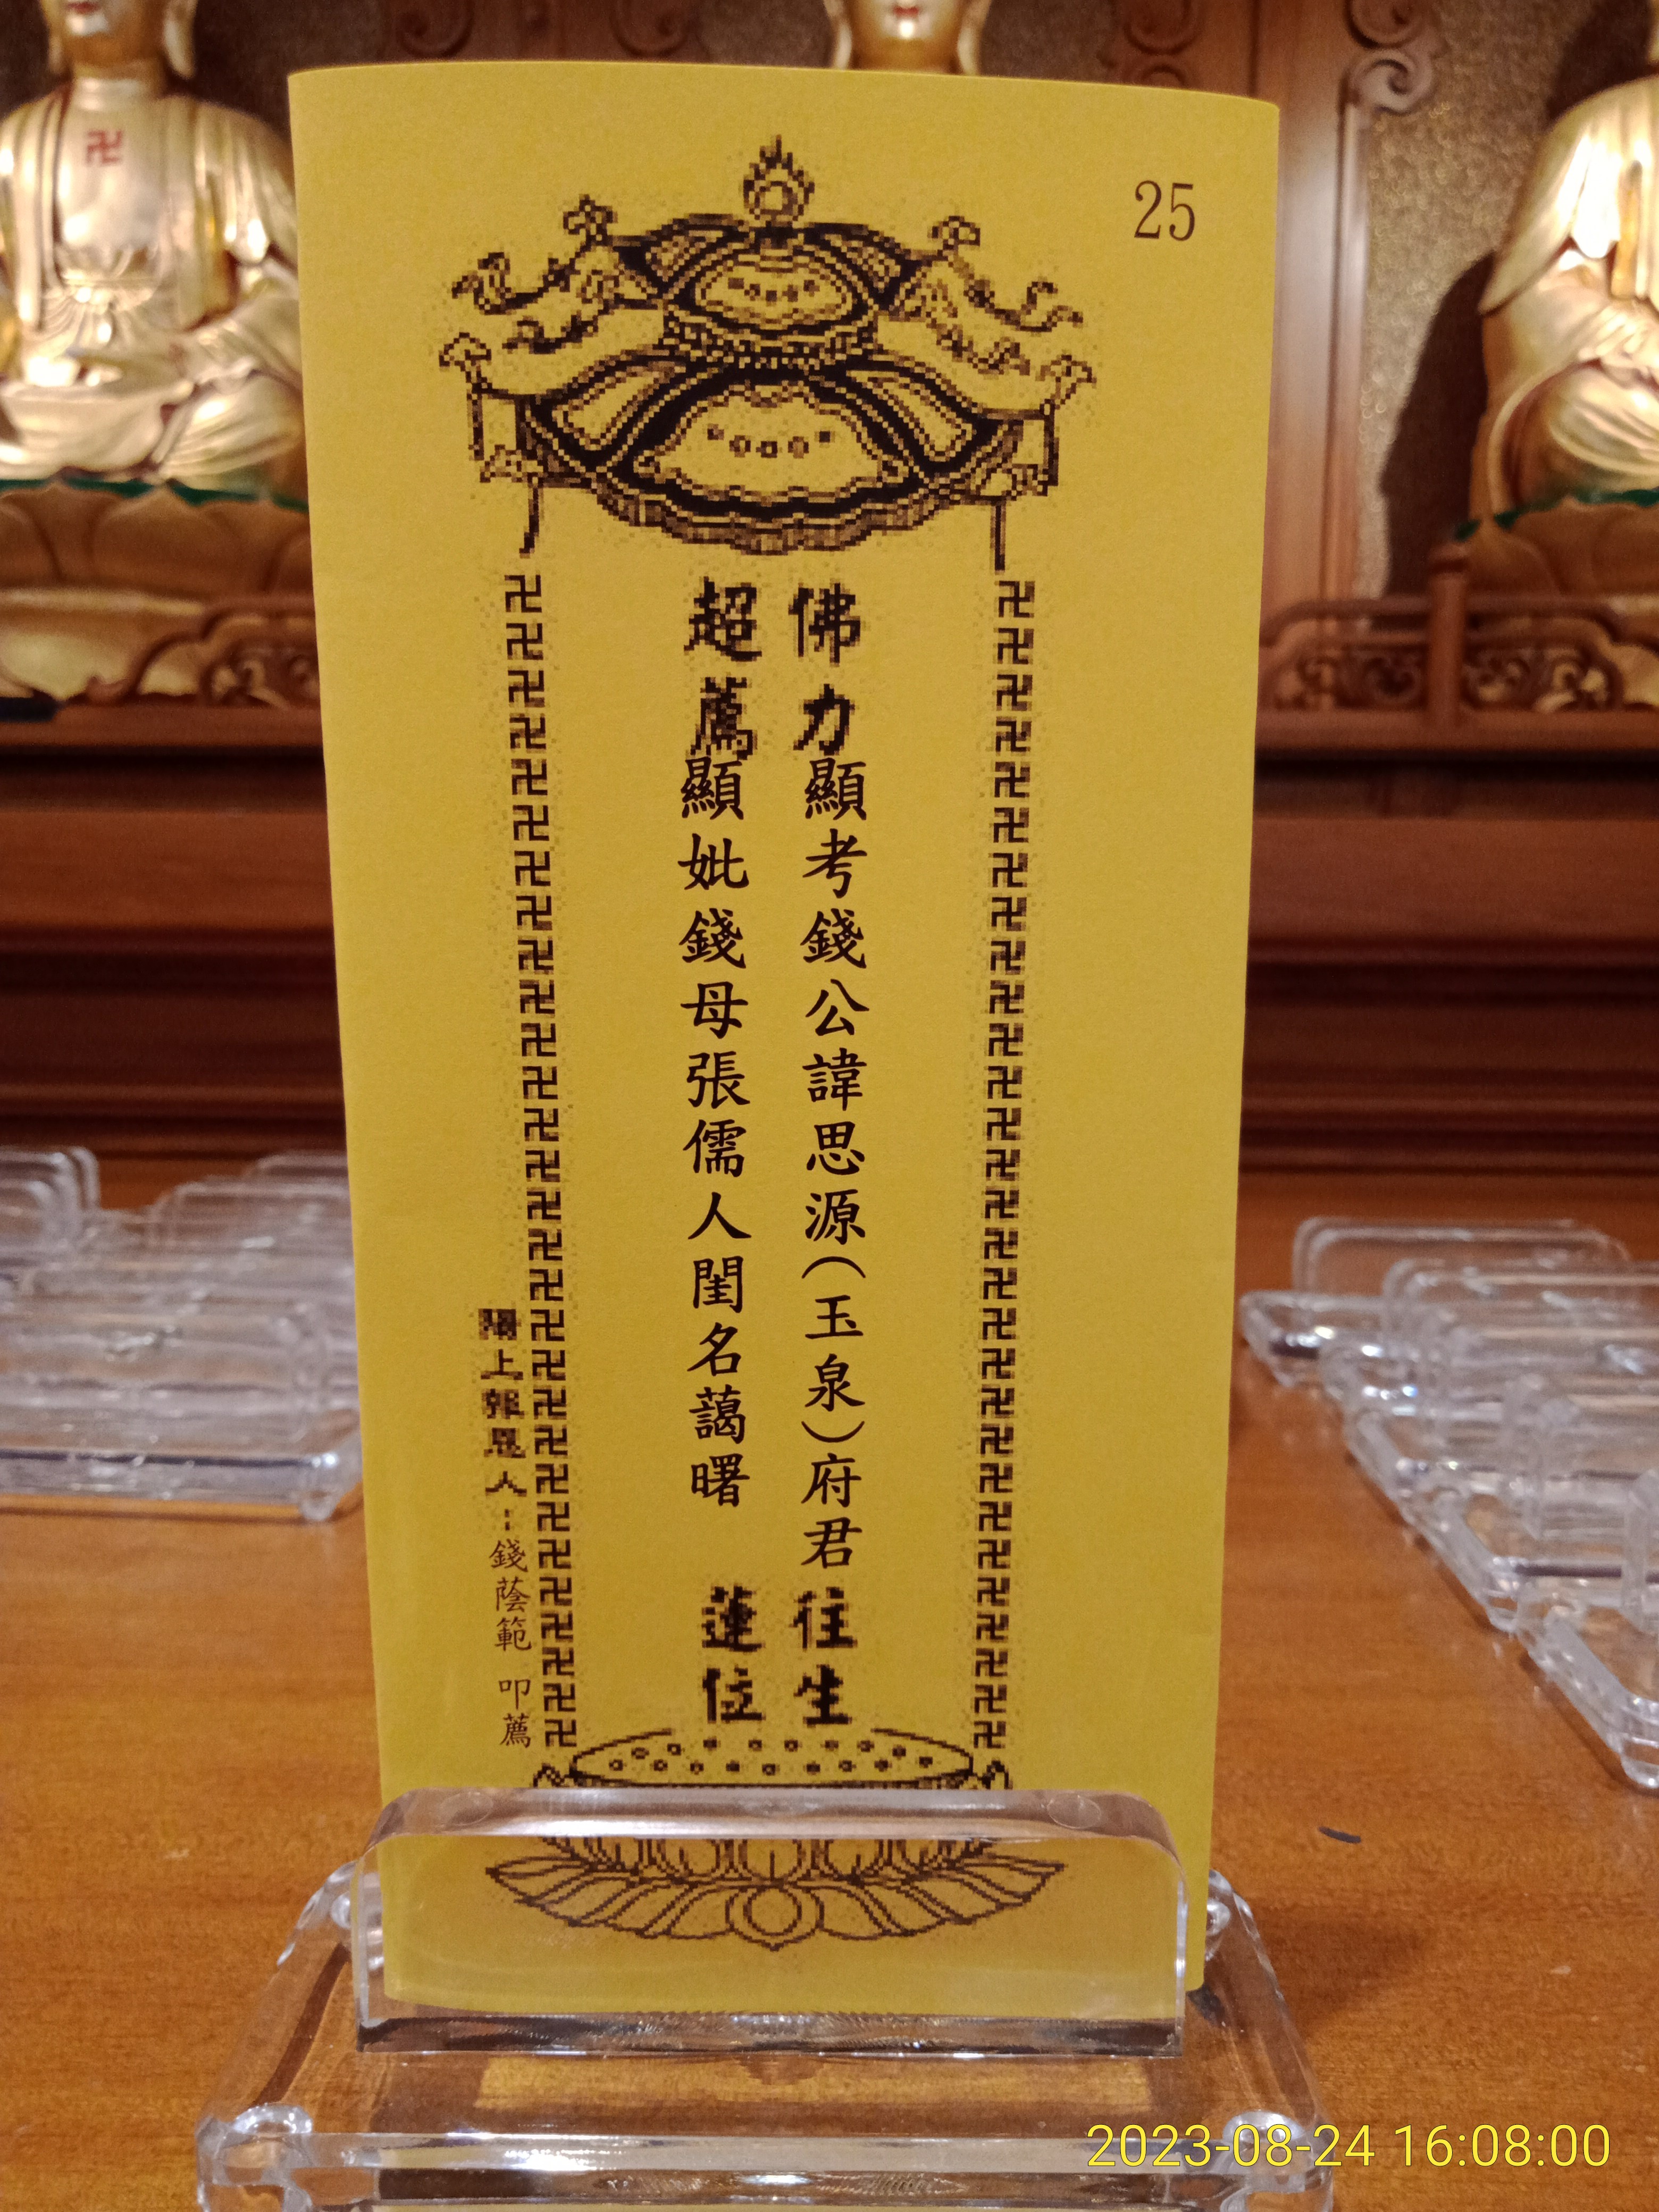 25
佛力
超薦
顯考錢公諱思源（玉泉）府君
顯妣錢母張儒人閨名藹曙
往生
蓮位
陽上報恩人：錢蔭範 叩薦
2023-08-24 16:08:00